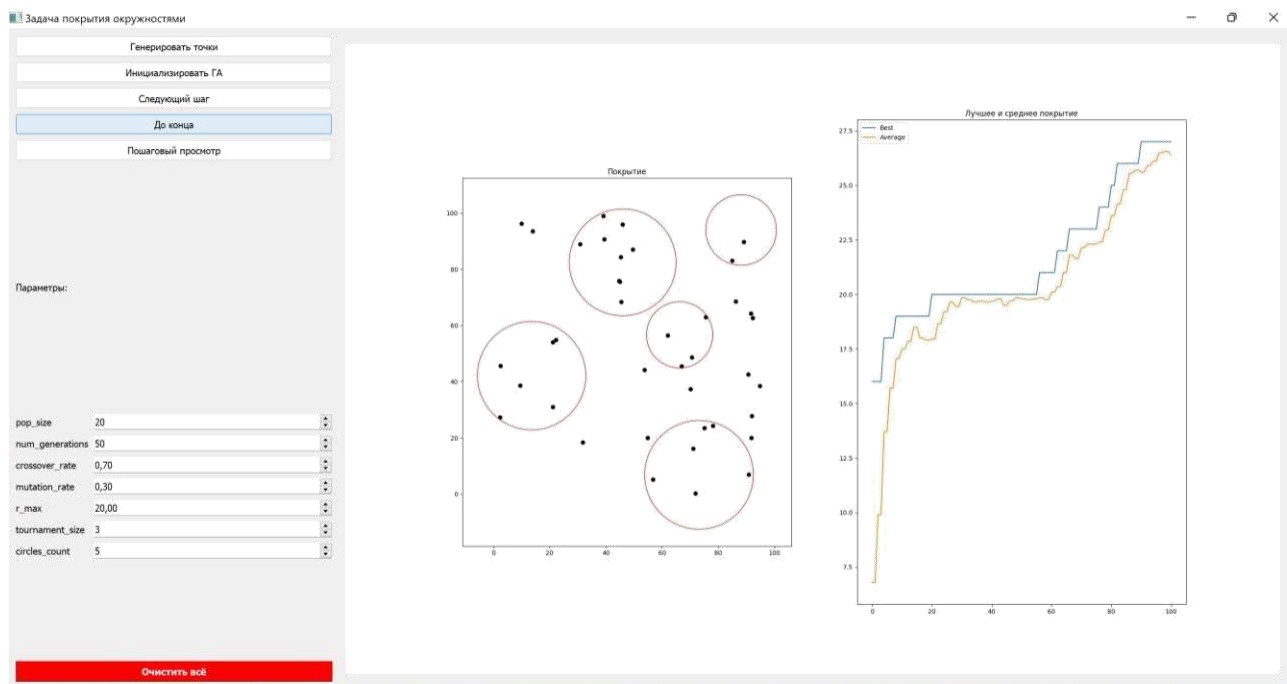 Задача покрытия окружностями
Генерировать точки
Инициализировать ГА
Следующий шаг
До конца
Пошаговый просмотр
Параметры:
pop_size 20
num_generations 50
crossover_rate 0,70
mutation_rate 0,30
r_max 20,00
tournament_size 3
circles_count 5
Очистить всё
Покрытие
100
80
60
40
20
0
0 20 40 60 80 100
Лучшее и среднее покрытие
Best
Average
27.5
25.0
22.5
20.0
17.5
15.0
12.5
10.0
7.5
0 20 40 60 80 100